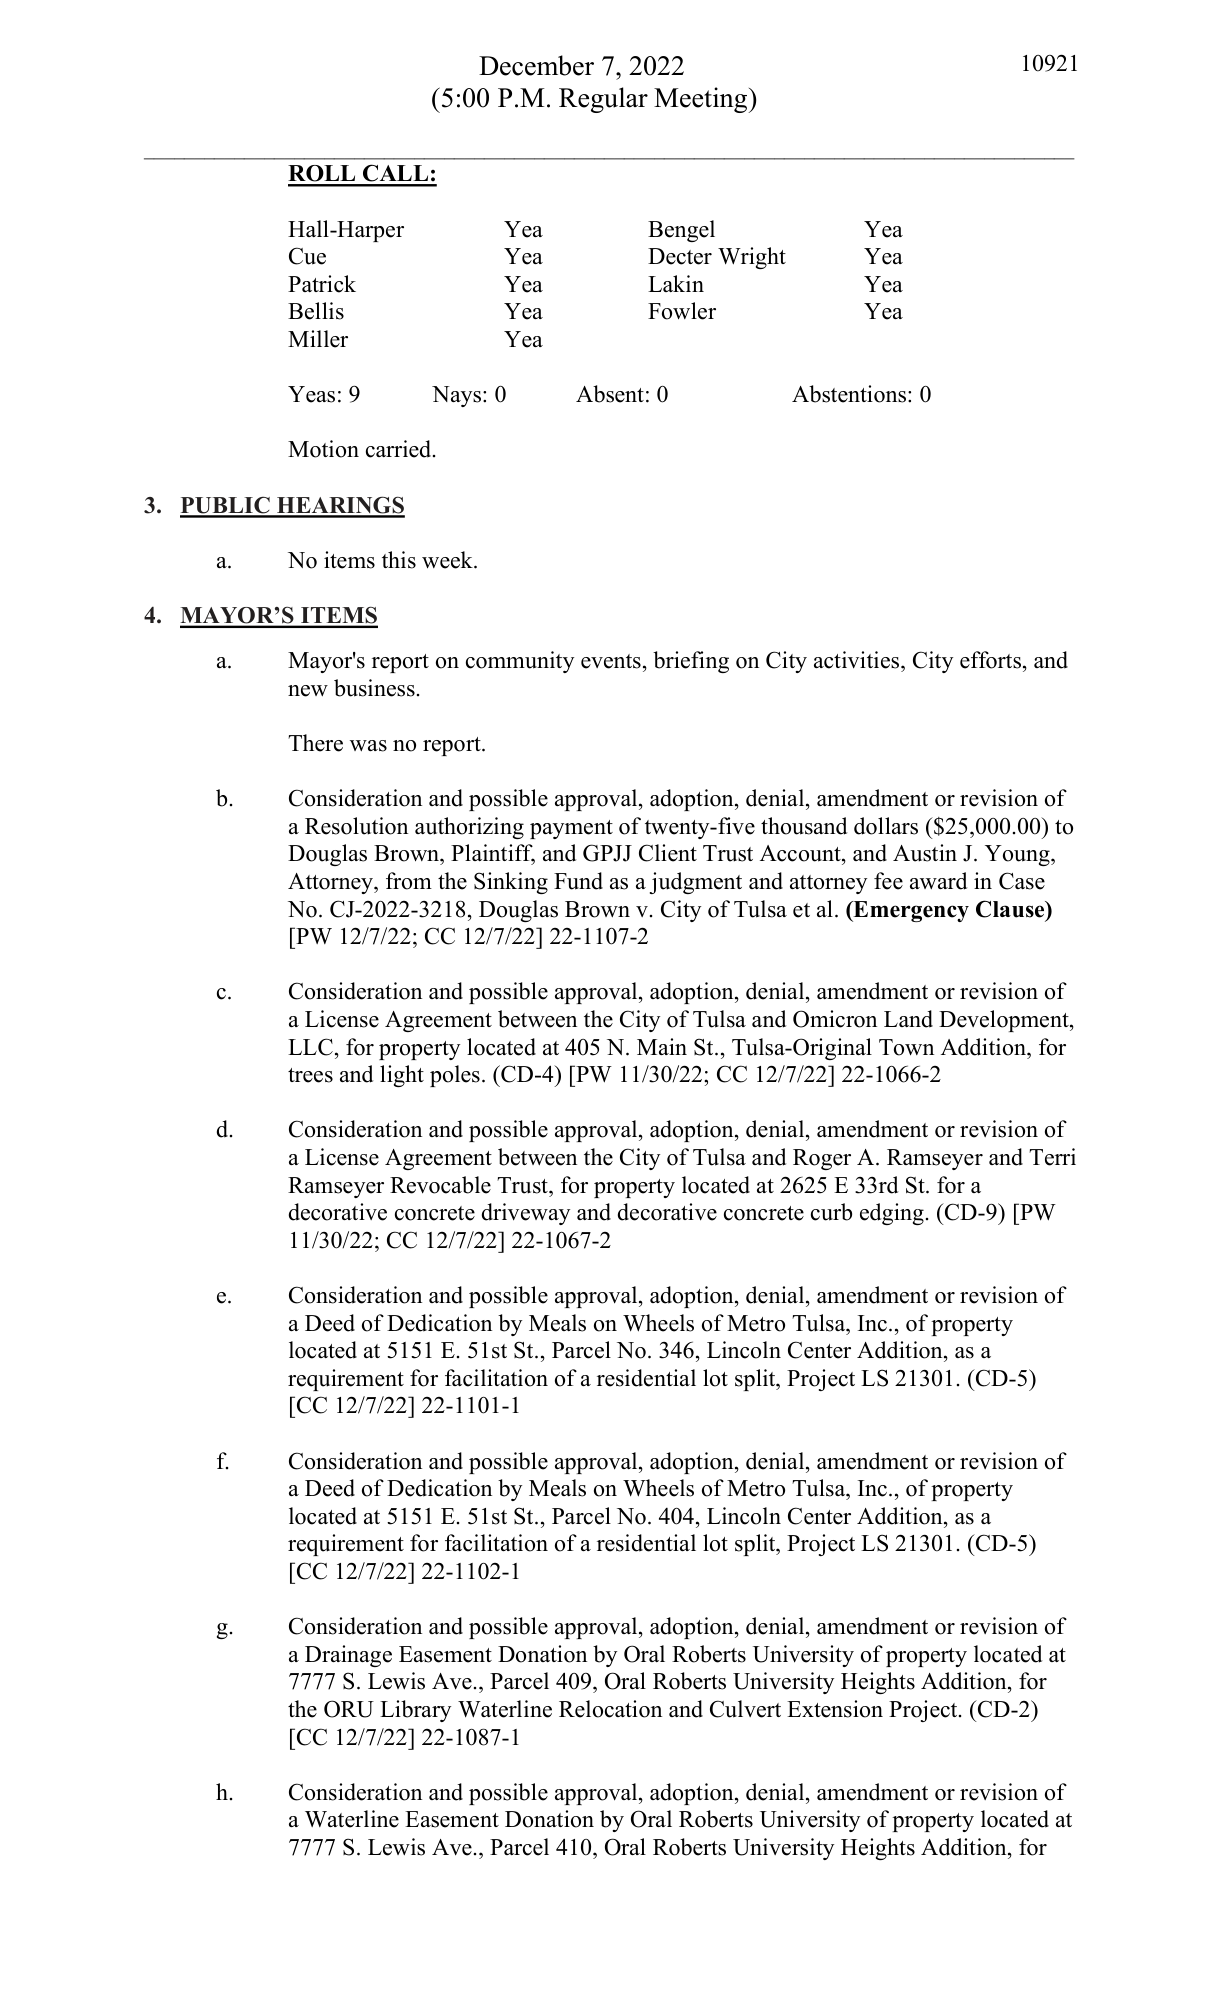 December 7, 2022
10921
(5:00 P.M. Regular Meeting)
ROLL CALL:
Hall-Harper Yea Bengel Yea
Cue Yea Decter Wright Yea
Patrick Yea Lakin Yea
Bellis Yea Fowler Yea
Miller Yea
Yeas: 9 Nays: 0 Absent: 0 Abstentions: 0
Motion carried.
3. PUBLIC HEARINGS
a. No items this week.
4. MAYOR’S ITEMS
a. Mayor's report on community events, briefing on City activities, City efforts, and
new business.
There was no report.
b. Consideration and possible approval, adoption, denial, amendment or revision of
a Resolution authorizing payment of twenty-five thousand dollars ($25,000.00) to
Douglas Brown, Plaintiff, and GPJJ Client Trust Account, and Austin J. Young,
Attorney, from the Sinking Fund as a judgment and attorney fee award in Case
No. CJ-2022-3218, Douglas Brown v. City of Tulsa et al. (Emergency Clause)
[PW 12/7/22; CC 12/7/22] 22-1107-2
c. Consideration and possible approval, adoption, denial, amendment or revision of
a License Agreement between the City of Tulsa and Omicron Land Development,
LLC, for property located at 405 N. Main St., Tulsa-Original Town Addition, for
trees and light poles. (CD-4) [PW 11/30/22; CC 12/7/22] 22-1066-2
d. Consideration and possible approval, adoption, denial, amendment or revision of
a License Agreement between the City of Tulsa and Roger A. Ramseyer and Terri
Ramseyer Revocable Trust, for property located at 2625 E 33rd St. for a
decorative concrete driveway and decorative concrete curb edging. (CD-9) [PW
11/30/22; CC 12/7/22] 22-1067-2
e. Consideration and possible approval, adoption, denial, amendment or revision of
a Deed of Dedication by Meals on Wheels of Metro Tulsa, Inc., of property
located at 5151 E. 51st St., Parcel No. 346, Lincoln Center Addition, as a
requirement for facilitation of a residential lot split, Project LS 21301. (CD-5)
[CC 12/7/22] 22-1101-1
f. Consideration and possible approval, adoption, denial, amendment or revision of
a Deed of Dedication by Meals on Wheels of Metro Tulsa, Inc., of property
located at 5151 E. 51st St., Parcel No. 404, Lincoln Center Addition, as a
requirement for facilitation of a residential lot split, Project LS 21301. (CD-5)
[CC 12/7/22] 22-1102-1
g. Consideration and possible approval, adoption, denial, amendment or revision of
a Drainage Easement Donation by Oral Roberts University of property located at
7777 S. Lewis Ave., Parcel 409, Oral Roberts University Heights Addition, for
the ORU Library Waterline Relocation and Culvert Extension Project. (CD-2)
[CC 12/7/22] 22-1087-1
h. Consideration and possible approval, adoption, denial, amendment or revision of
a Waterline Easement Donation by Oral Roberts University of property located at
7777 S. Lewis Ave., Parcel 410, Oral Roberts University Heights Addition, for